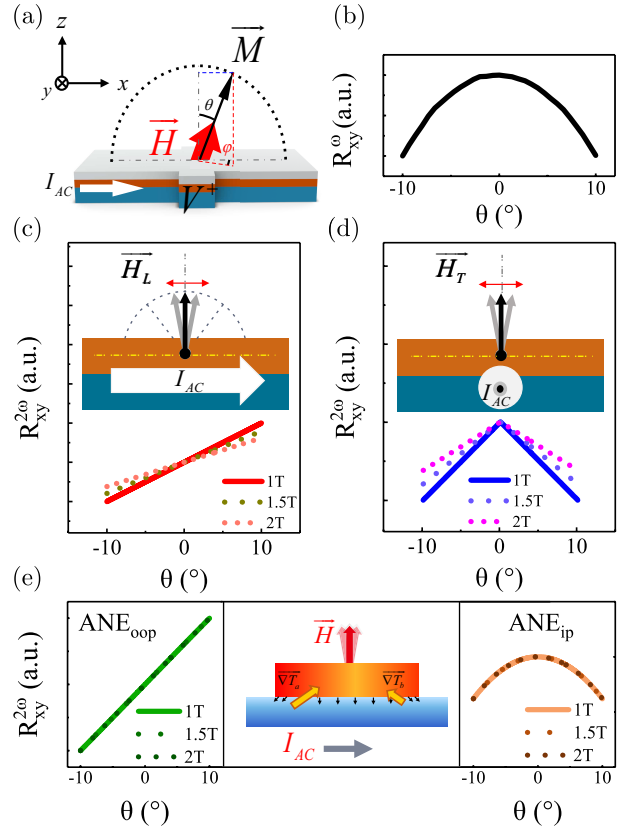 (a)
z
y
x
M
θ
H
φ
I_AC
V⁺
(b)
R_xy^ω (a.u.)
-10 0 10
θ (°)
(c)
H_L
I_AC
R_xy^2ω (a.u.)
1T
1.5T
2T
-10 0 10
θ (°)
(d)
H_T
I_AC
1T
1.5T
2T
-10 0 10
θ (°)
(e)
R_xy^2ω (a.u.)
ANE_oop
1T
1.5T
2T
-10 0 10
θ (°)
H
∇T_a
∇T_b
I_AC
ANE_ip
1T
1.5T
2T
-10 0 10
θ (°)